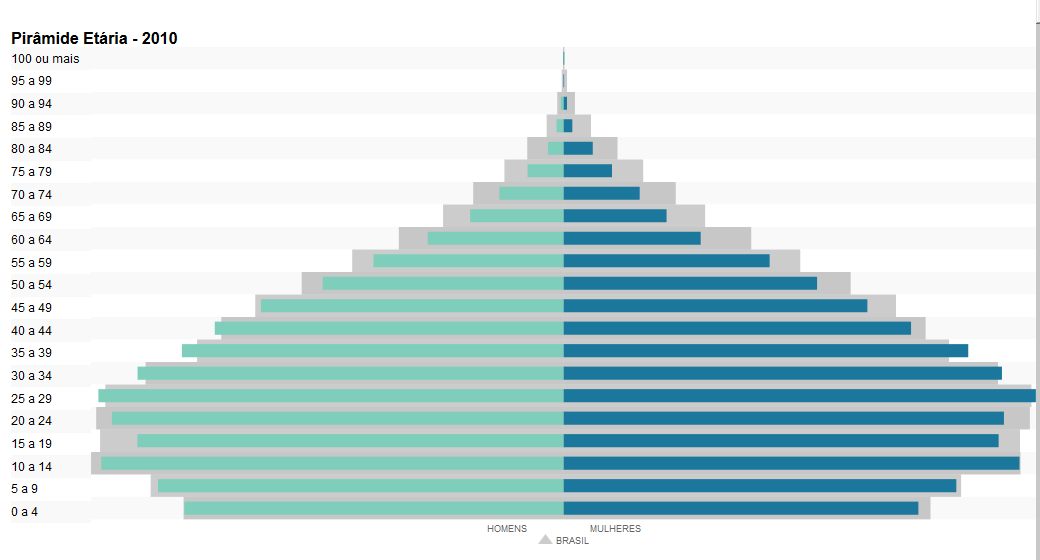 Pirâmide Etária - 2010
100 ou mais
95 a 99
90 a 94
85 a 89
80 a 84
75 a 79
70 a 74
65 a 69
60 a 64
55 a 59
50 a 54
45 a 49
40 a 44
35 a 39
30 a 34
25 a 29
20 a 24
15 a 19
10 a 14
5 a 9
0 a 4
HOMENS MULHERES
BRASIL